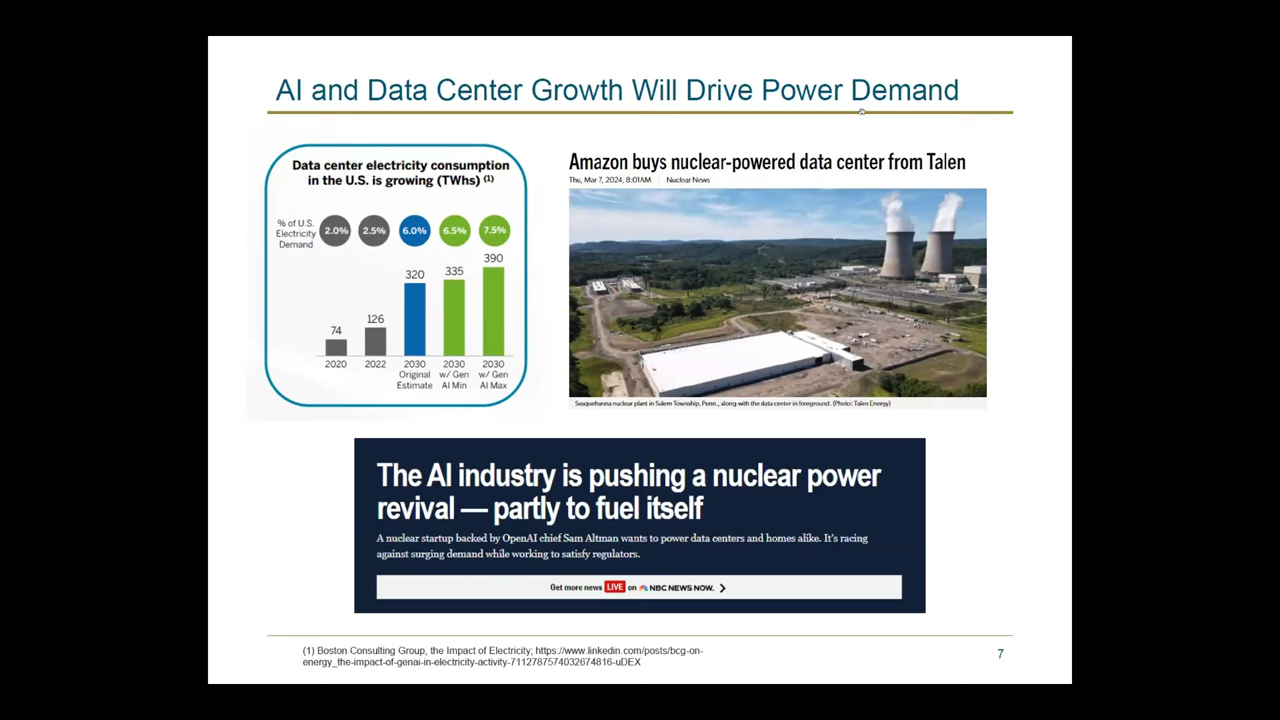 AI and Data Center Growth Will Drive Power Demand
Data center electricity consumption
in the U.S. is growing (TWhs) (1)
% of U.S.
Electricity
Demand
2.0% 2.5% 6.0% 6.5% 7.5%
74 126 320 335 390
2020 2022 2030 2030 2030
Original w/ Gen w/ Gen
Estimate AI Min AI Max
Amazon buys nuclear-powered data center from Talen
Thu, Mar 7, 2024, 8:01AM | Nuclear News
Susquehanna nuclear plant in Salem Township, Penn., along with the data center in foreground. (Photo: Talen Energy)
The AI industry is pushing a nuclear power
revival — partly to fuel itself
A nuclear startup backed by OpenAI chief Sam Altman wants to power data centers and homes alike. It's racing
against surging demand while working to satisfy regulators.
Get more news LIVE on NBC NEWS NOW. >
(1) Boston Consulting Group, the Impact of Electricity; https://www.linkedin.com/posts/bcg-on-
energy_the-impact-of-genai-in-electricity-activity-7112787574032674816-uDEX
7